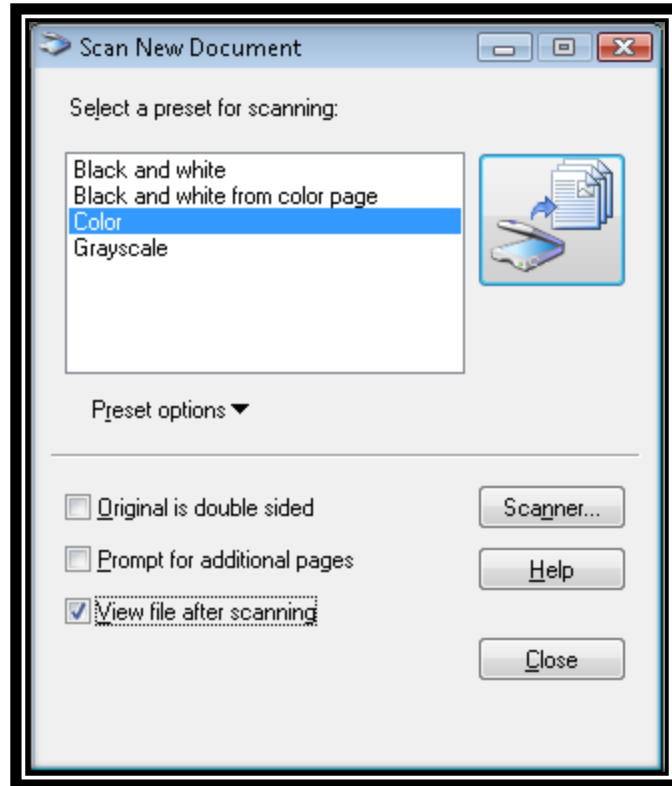 Scan New Document
Select a preset for scanning:
Black and white
Black and white from color page
Color
Grayscale
Preset options
Original is double sided
Scanner...
Prompt for additional pages
Help
View file after scanning
Close